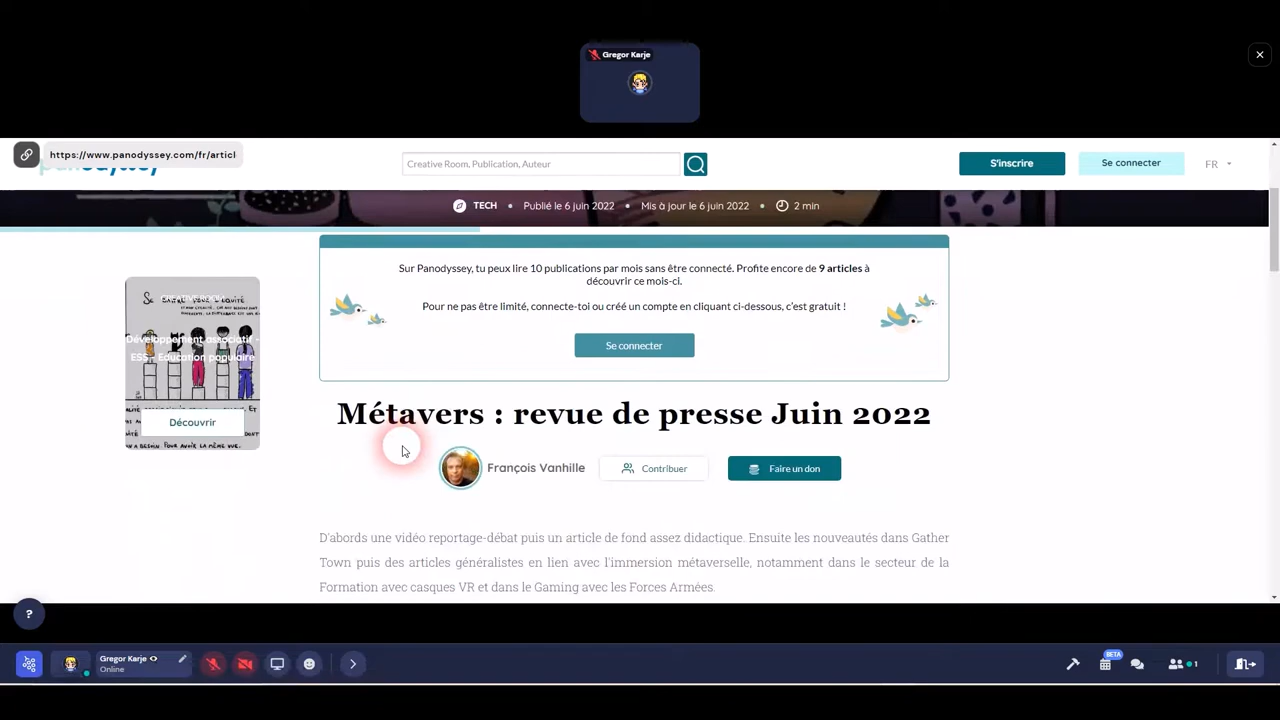 Gregor Karje
https://www.panodyssey.com/fr/articl
Creative Room, Publication, Auteur
S'inscrire
Se connecter
FR
TECH • Publié le 6 juin 2022 • Mis à jour le 6 juin 2022 • 2 min
Sur Panodyssey, tu peux lire 10 publications par mois sans être connecté. Profite encore de 9 articles à
découvrir ce mois-ci.
Pour ne pas être limité, connecte-toi ou créé un compte en cliquant ci-dessous, c'est gratuit !
Se connecter
Développement associatif -
ESS - Education populaire
Découvrir
Métavers : revue de presse Juin 2022
François Vanhille
Contribuer
Faire un don
D'abords une vidéo reportage-débat puis un article de fond assez didactique. Ensuite les nouveautés dans Gather
Town puis des articles généralistes en lien avec l'immersion métaverselle, notamment dans le secteur de la
Formation avec casques VR et dans le Gaming avec les Forces Armées.
?
Gregor Karje
Online
BETA
1